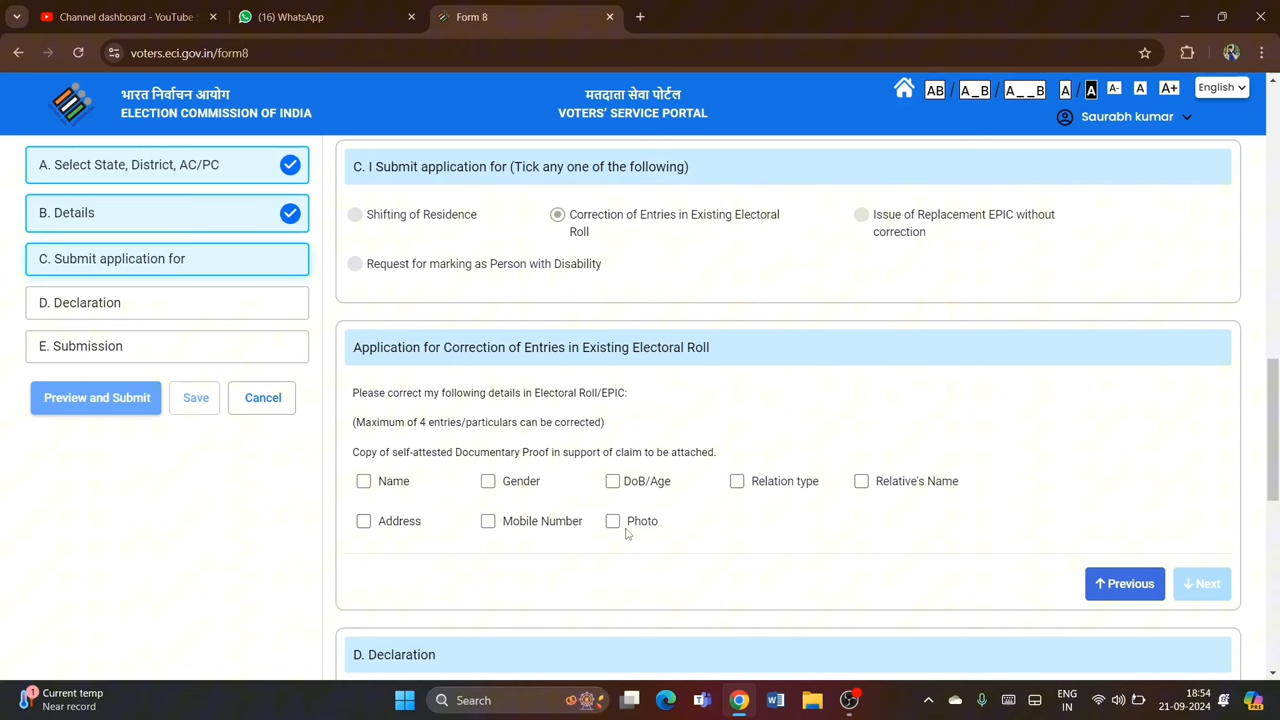 Channel dashboard - YouTube
(16) WhatsApp
Form 8
voters.eci.gov.in/form8
भारत निर्वाचन आयोग
ELECTION COMMISSION OF INDIA
मतदाता सेवा पोर्टल
VOTERS' SERVICE PORTAL
AB / A_B / A__B A / A A- A A+ English
Saurabh kumar
A. Select State, District, AC/PC
B. Details
C. Submit application for
D. Declaration
E. Submission
Preview and Submit Save Cancel
C. I Submit application for (Tick any one of the following)
Shifting of Residence
Correction of Entries in Existing Electoral
Roll
Issue of Replacement EPIC without
correction
Request for marking as Person with Disability
Application for Correction of Entries in Existing Electoral Roll
Please correct my following details in Electoral Roll/EPIC:
(Maximum of 4 entries/particulars can be corrected)
Copy of self-attested Documentary Proof in support of claim to be attached.
Name Gender DoB/Age Relation type Relative's Name
Address Mobile Number Photo
Previous Next
D. Declaration
1
Current temp
Near record
Search
ENG
IN
18:54
21-09-2024